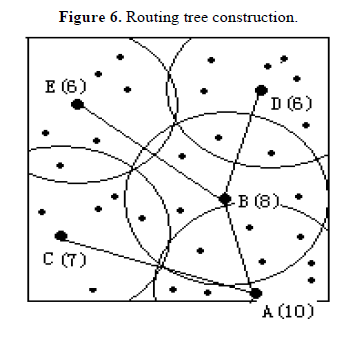 Figure 6. Routing tree construction.
E (6)
D (6)
B (8)
C (7)
A (10)